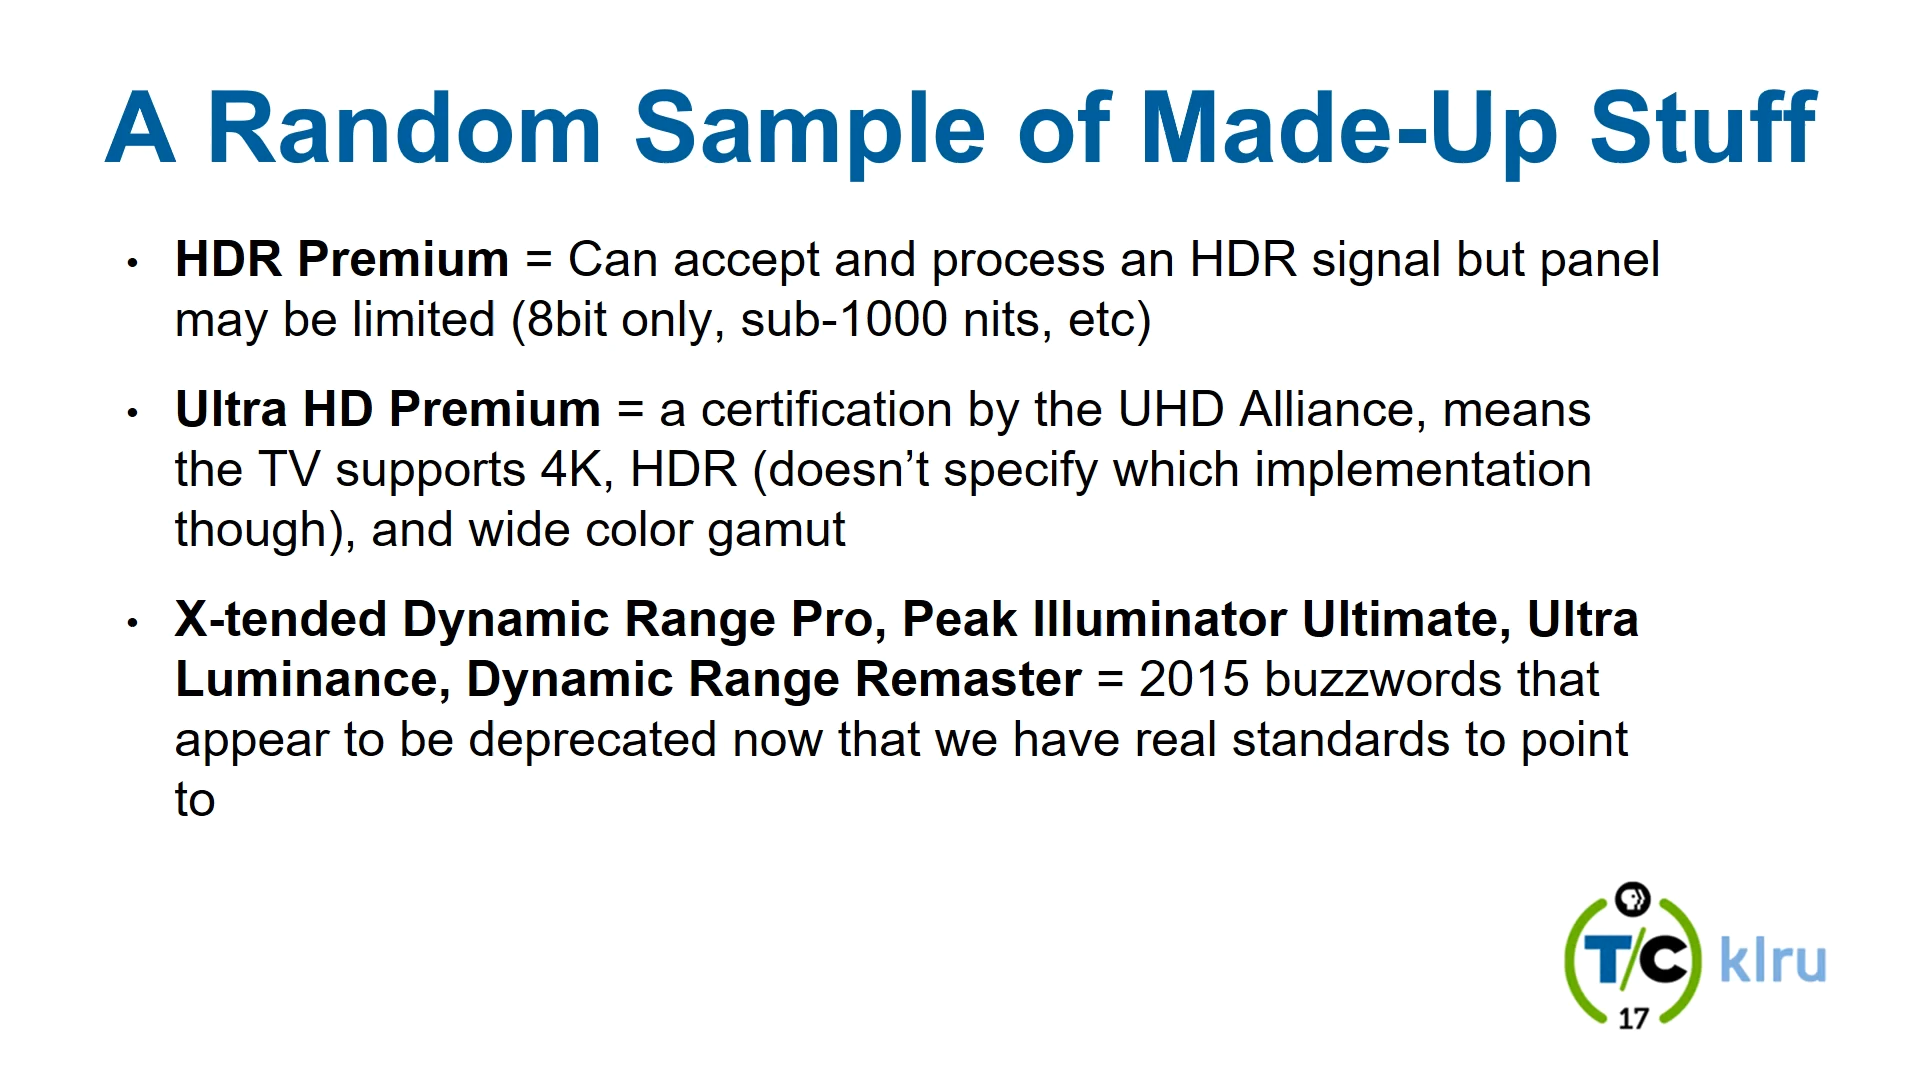 A Random Sample of Made-Up Stuff
• HDR Premium = Can accept and process an HDR signal but panel
may be limited (8bit only, sub-1000 nits, etc)
• Ultra HD Premium = a certification by the UHD Alliance, means
the TV supports 4K, HDR (doesn’t specify which implementation
though), and wide color gamut
• X-tended Dynamic Range Pro, Peak Illuminator Ultimate, Ultra
Luminance, Dynamic Range Remaster = 2015 buzzwords that
appear to be deprecated now that we have real standards to point
to
T/C klru
17